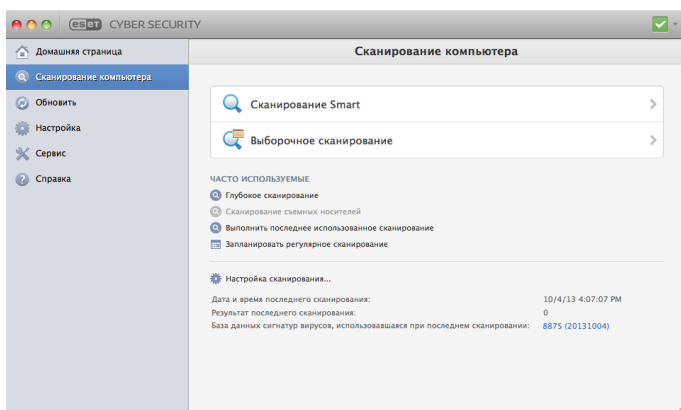 eset CYBER SECURITY
Домашняя страница
Сканирование компьютера
Обновить
Настройка
Сервис
Справка
Сканирование компьютера
Сканирование Smart
Выборочное сканирование
ЧАСТО ИСПОЛЬЗУЕМЫЕ
Глубокое сканирование
Сканирование съемных носителей
Выполнить последнее использованное сканирование
Запланировать регулярное сканирование
Настройка сканирования...
Дата и время последнего сканирования: 10/4/13 4:07:07 PM
Результат последнего сканирования: 0
База данных сигнатур вирусов, использовавшаяся при последнем сканировании: 8875 (20131004)